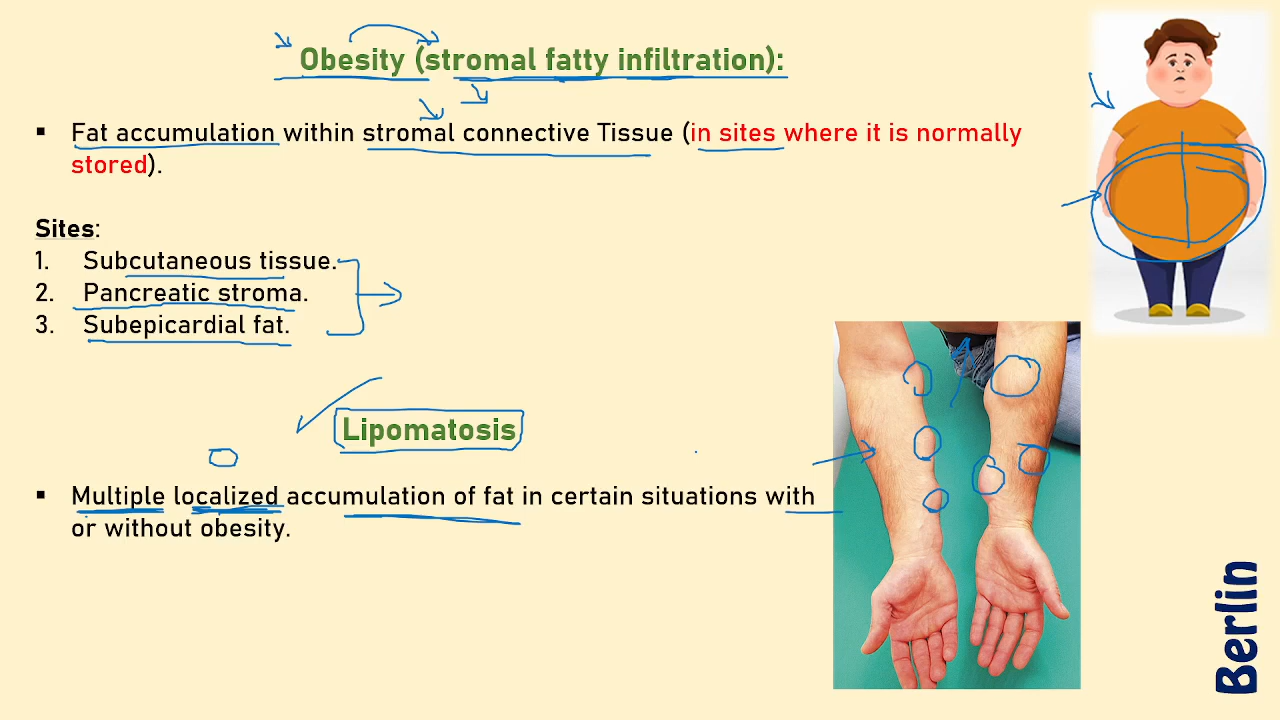 Obesity (stromal fatty infiltration):
▪ Fat accumulation within stromal connective Tissue (in sites where it is normally
stored).
Sites:
1. Subcutaneous tissue.
2. Pancreatic stroma.
3. Subepicardial fat.
Lipomatosis
▪ Multiple localized accumulation of fat in certain situations with
or without obesity.
Berlin